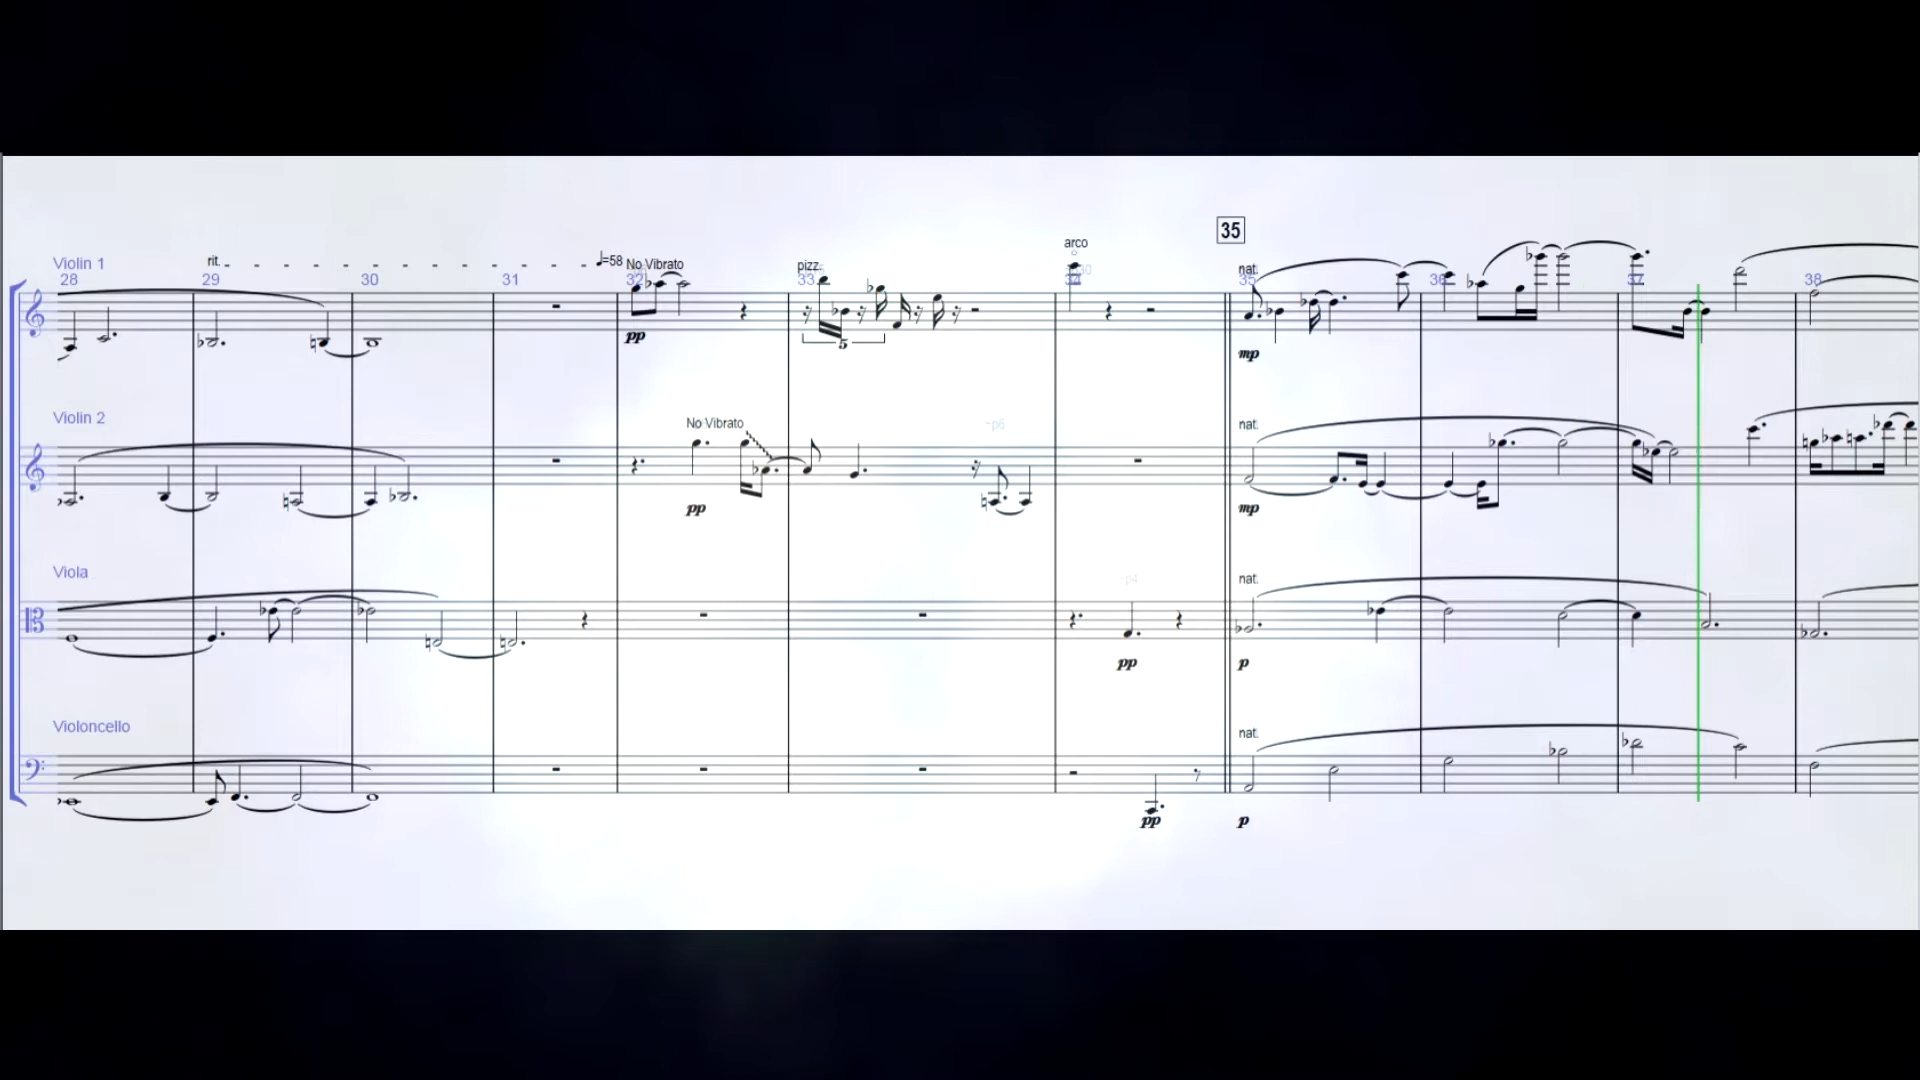 35
arco
rit. ♩=58 No Vibrato pizz. nat.
Violin 1
28 29 30 31 32 33 34 35 36 37 38
pp 5 mp
Violin 2 No Vibrato nat.
pp mp
Viola nat.
pp p
Violoncello nat.
pp p